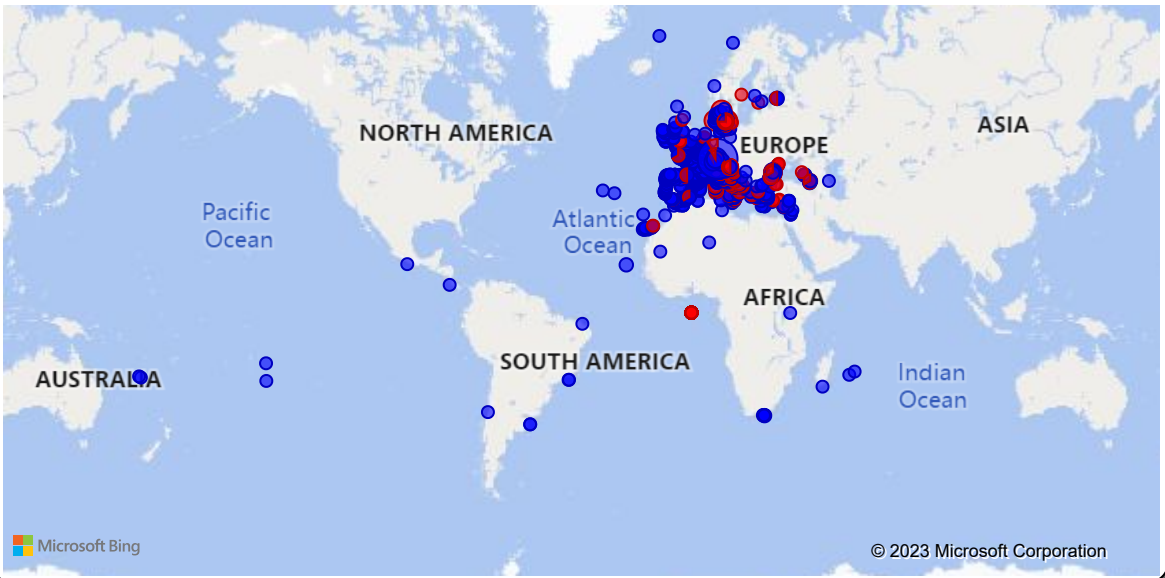 NORTH AMERICA
ASIA
EUROPE
Pacific
Ocean
Atlantic
Ocean
AFRICA
SOUTH AMERICA
AUSTRALIA
Indian
Ocean
Microsoft Bing
© 2023 Microsoft Corporation